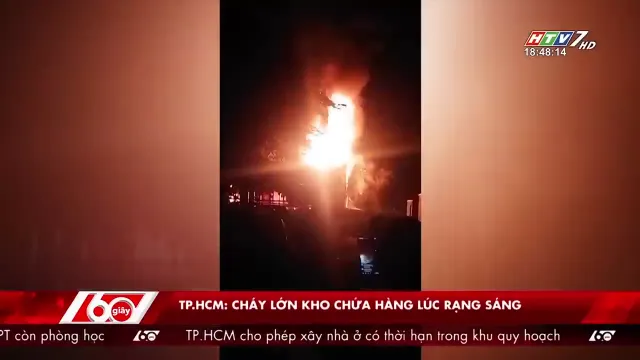 HTV7 HD
18:48:14
60 giây
TP.HCM: CHÁY LỚN KHO CHỨA HÀNG LÚC RẠNG SÁNG
PT còn phòng học 60 TP.HCM cho phép xây nhà ở có thời hạn trong khu quy hoạch 60